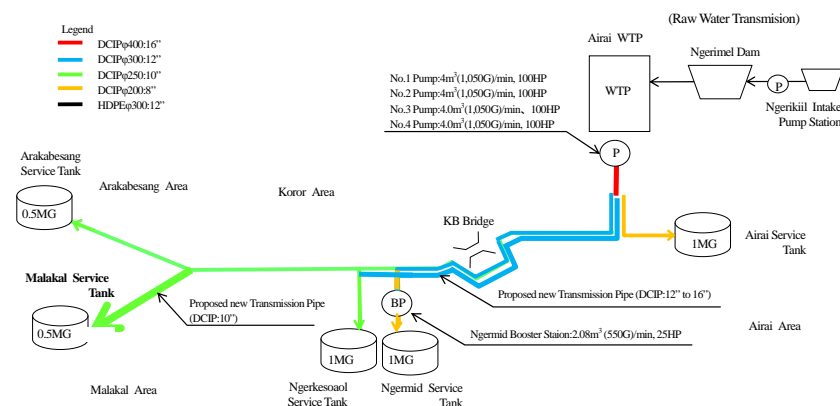 (Raw Water Transmision)
Legend
DCIPφ400:16"
DCIPφ300:12"
DCIPφ250:10"
DCIPφ200:8"
HDPEφ300:12"
Airai WTP
WTP
Ngerimel Dam
P
Ngerikiil Intake
Pump Station
No.1 Pump:4m³(1,050G)/min, 100HP
No.2 Pump:4m³(1,050G)/min, 100HP
No.3 Pump:4.0m³(1,050G)/min、100HP
No.4 Pump:4.0m³(1,050G)/min, 100HP
P
Arakabesang
Service Tank
0.5MG
Arakabesang Area
Koror Area
KB Bridge
1MG
Airai Service
Tank
Malakal Service
Tank
0.5MG
Proposed new Transmission Pipe
(DCIP:10")
BP
Proposed new Transmission Pipe (DCIP:12" to 16")
Airai Area
Ngermid Booster Staion:2.08m³ (550G)/min, 25HP
1MG
1MG
Malakal Area
Ngerkesoaol
Service Tank
Ngermid Service
Tank